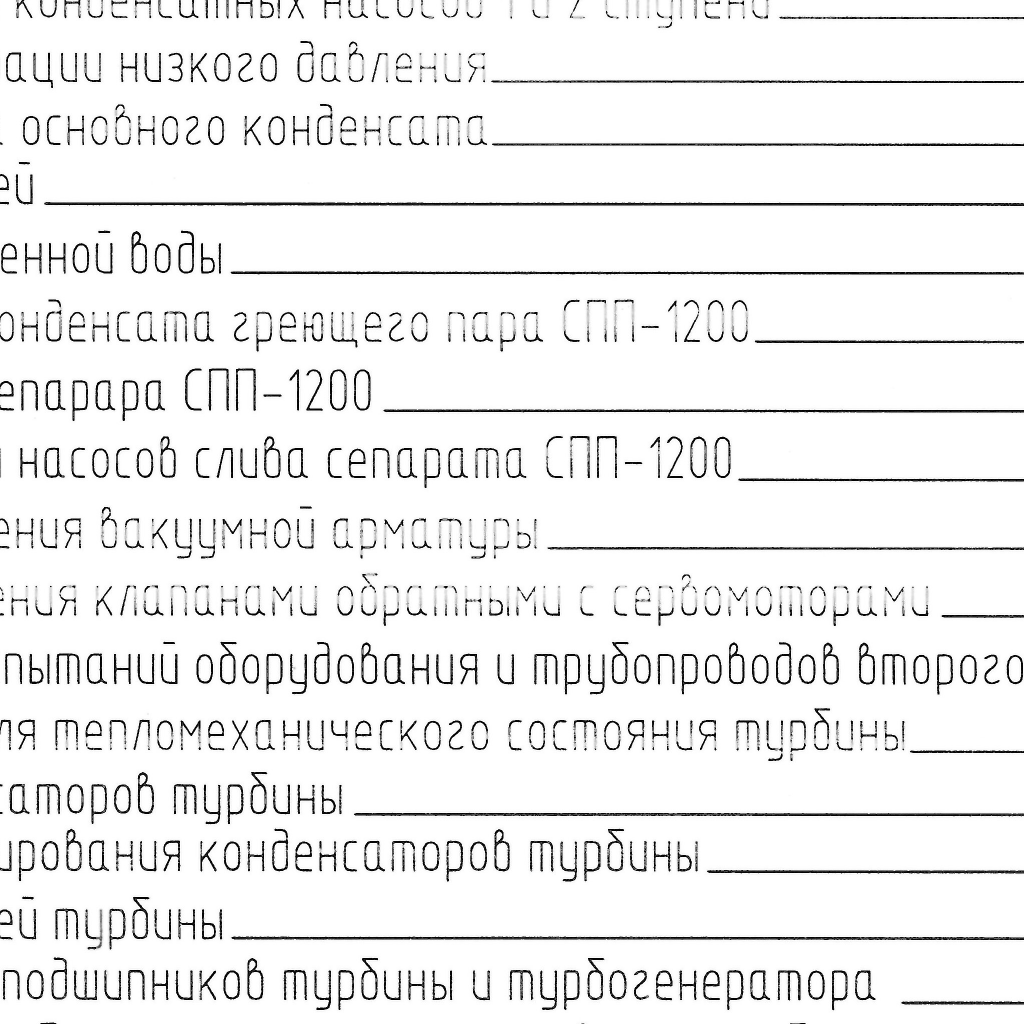 конденсатных насосов 1 и 2 ступени
ации низкого давления
основного конденсата
ей
енной воды
онденсата греющего пара СПП-1200
епарара СПП-1200
насосов слива сепарата СПП-1200
ения вакуумной арматуры
ения клапанами обратными с сервомоторами
пытаний оборудования и трубопроводов второго
ля тепломеханического состояния турбины
саторов турбины
ирования конденсаторов турбины
ей турбины
подшипников турбины и турбогенератора